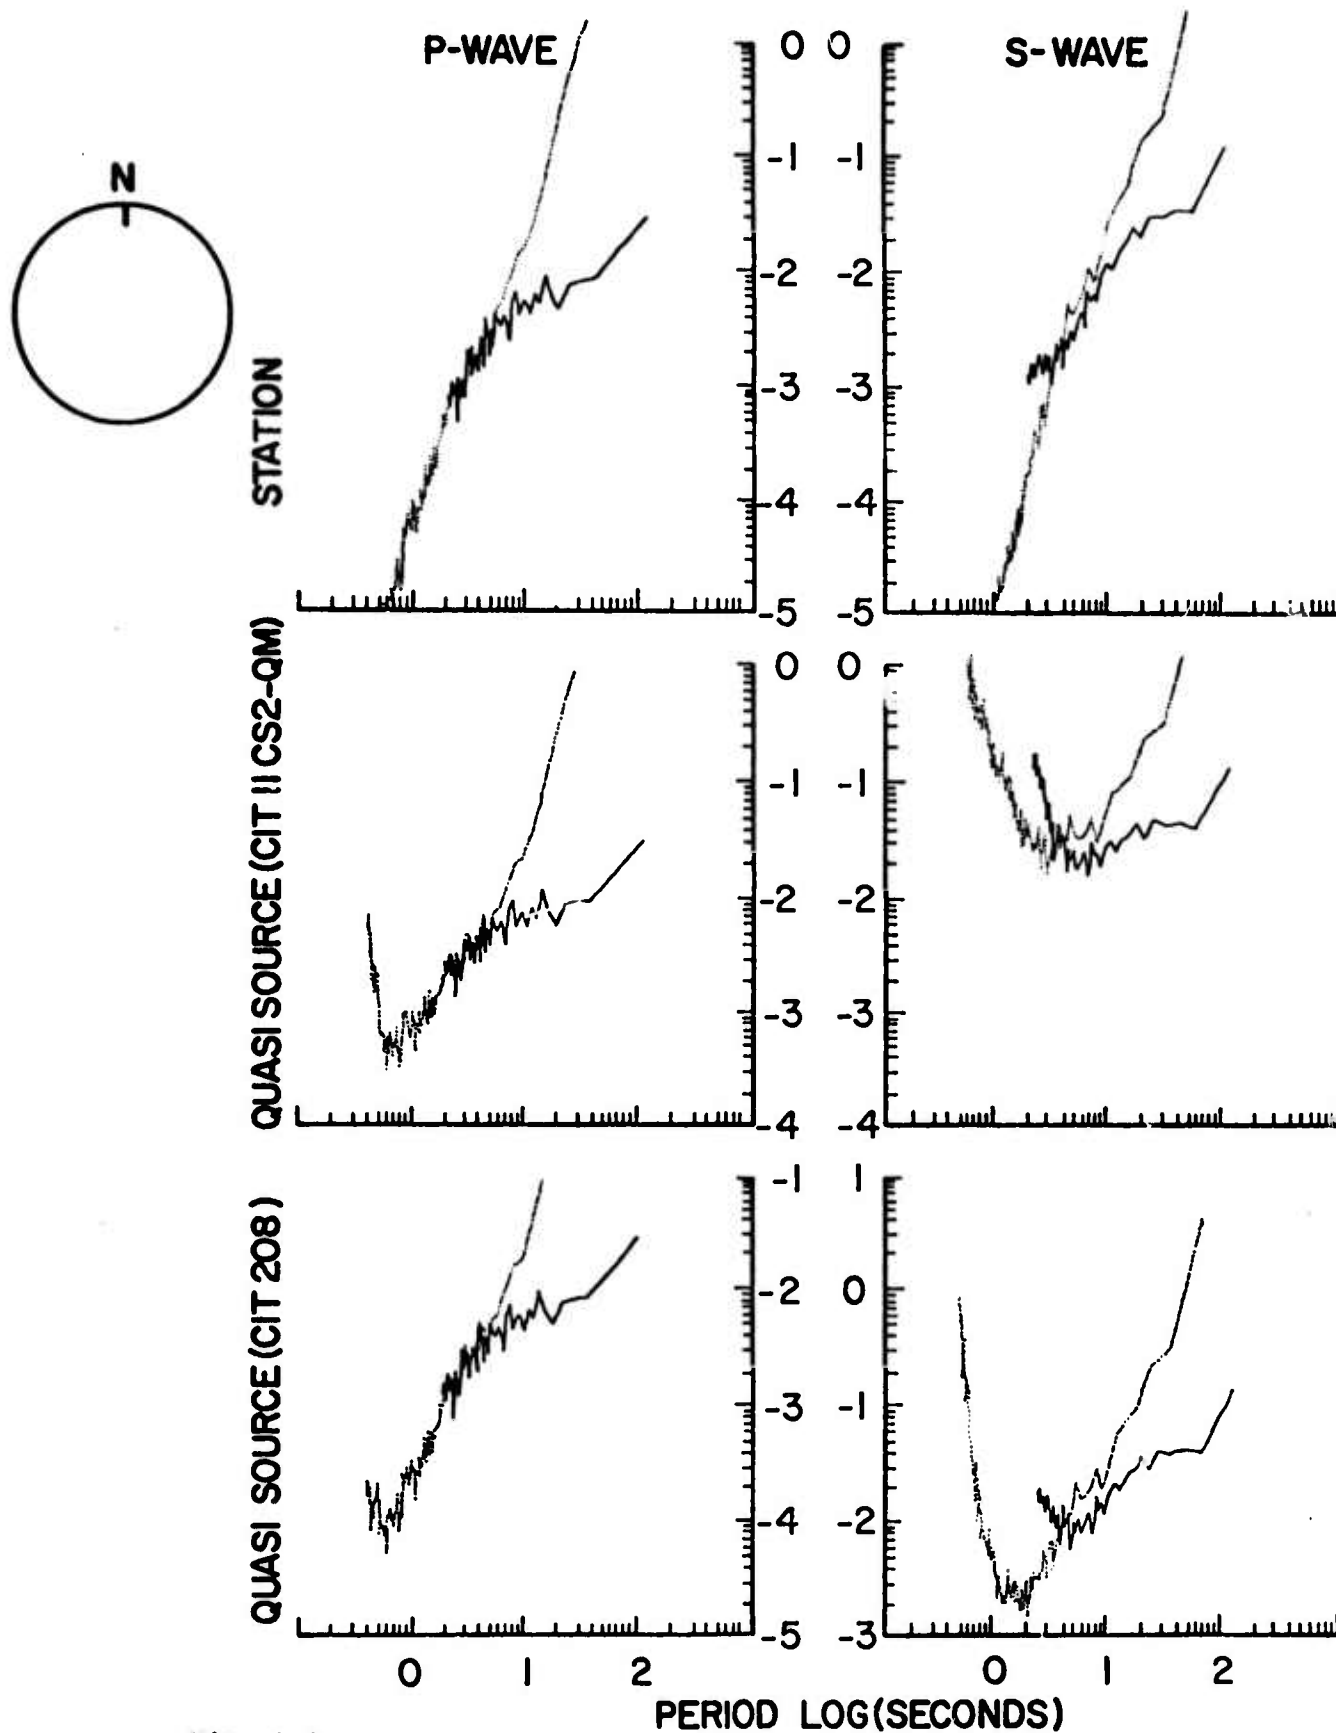 P-WAVE
S-WAVE
N
STATION
0 0
-1 -1
-2 -2
-3 -3
-4 -4
-5 -5
QUASI SOURCE (CIT 11 CS2-QM)
0 0
-1 -1
-2 -2
-3 -3
-4 -4
QUASI SOURCE (CIT 208)
-1 1
-2 0
-3 -1
-4 -2
-5 -3
0 1 2 0 1 2
PERIOD LOG(SECONDS)